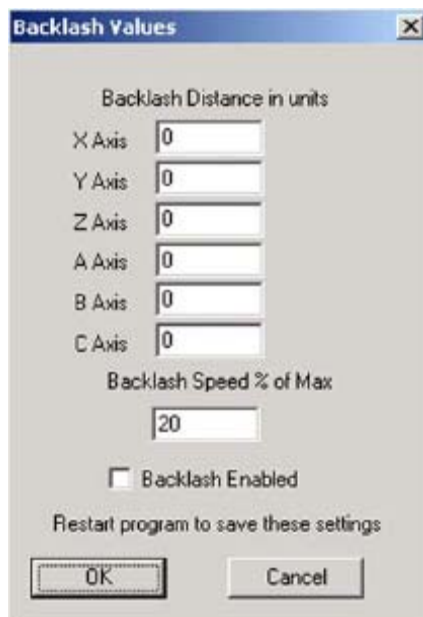 Backlash Values
Backlash Distance in units
X Axis 0
Y Axis 0
Z Axis 0
A Axis 0
B Axis 0
C Axis 0
Backlash Speed % of Max
20
Backlash Enabled
Restart program to save these settings
OK Cancel